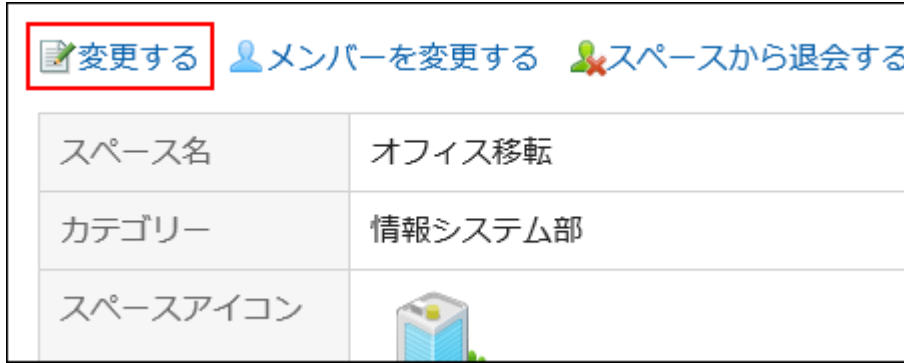 変更する メンバーを変更する スペースから退会する
スペース名 オフィス移転
カテゴリー 情報システム部
スペースアイコン